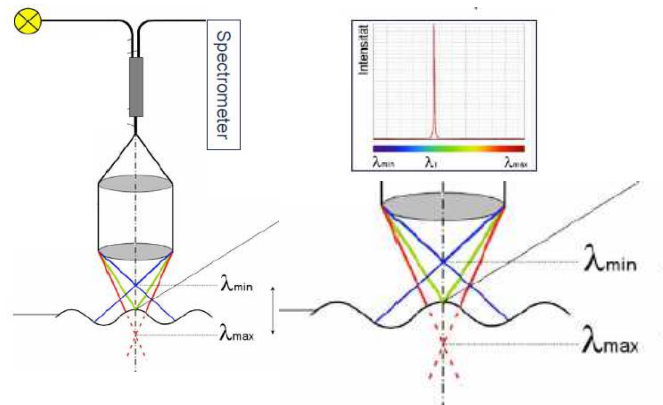 Spectrometer
λmin
λmax
Intensität
λmin λ1 λmax
λmin
λmax